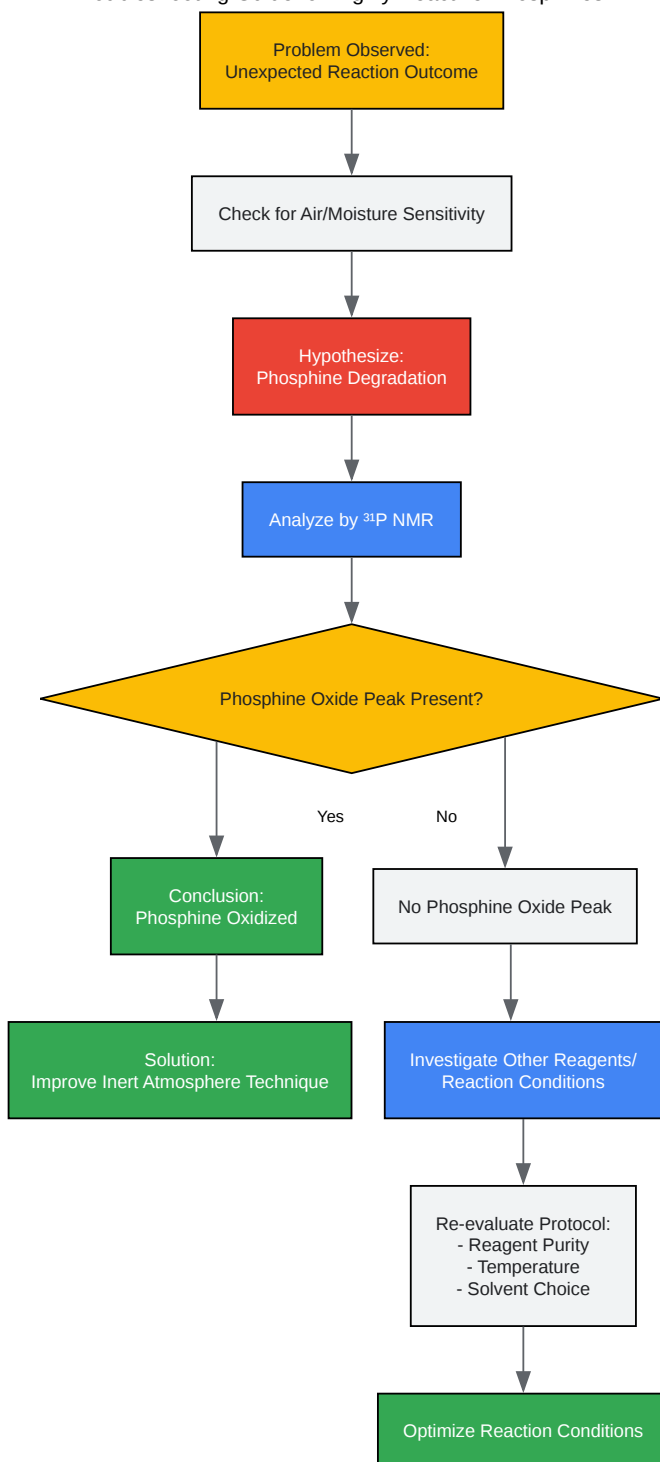 Problem Observed:
Unexpected Reaction Outcome
Check for Air/Moisture Sensitivity
Hypothesize:
Phosphine Degradation
Analyze by ³¹P NMR
Phosphine Oxide Peak Present?
Yes
No
Conclusion:
Phosphine Oxidized
No Phosphine Oxide Peak
Solution:
Improve Inert Atmosphere Technique
Investigate Other Reagents/
Reaction Conditions
Re-evaluate Protocol:
- Reagent Purity
- Temperature
- Solvent Choice
Optimize Reaction Conditions